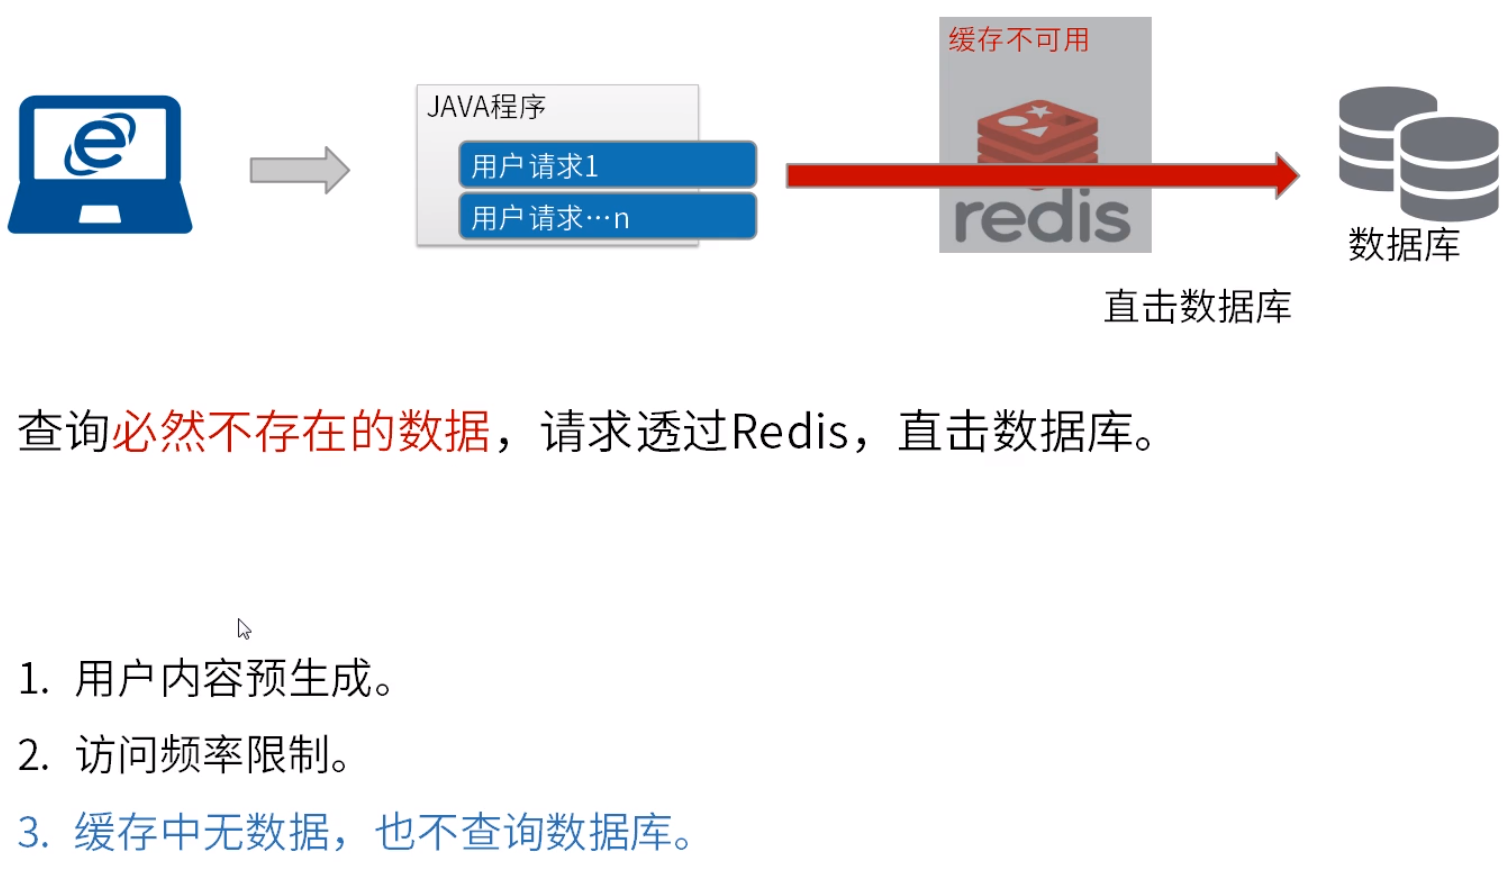 缓存不可用
JAVA程序
用户请求1
用户请求…n
redis
数据库
直击数据库
查询必然不存在的数据，请求透过Redis，直击数据库。
1. 用户内容预生成。
2. 访问频率限制。
3. 缓存中无数据，也不查询数据库。